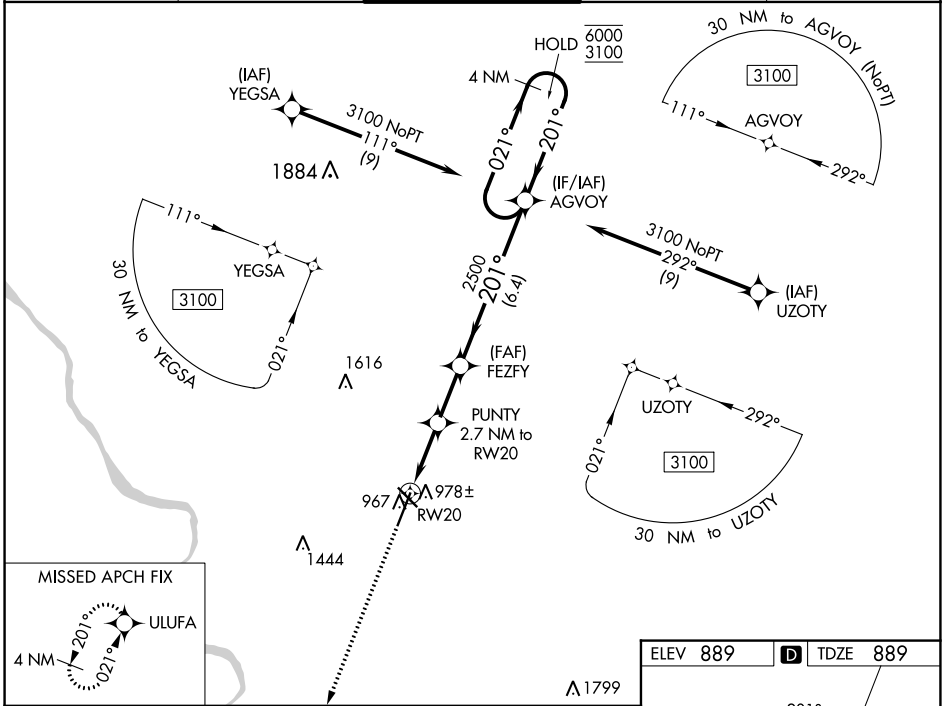 HOLD 6000
3100
4 NM
021°
201°
(IAF)
YEGSA
3100 NoPT
111°
(9)
1884
(IF/IAF)
AGVOY
30 NM to AGVOY (NoPT)
3100
AGVOY
111°
292°
111°
YEGSA
3100
021°
30 NM to YEGSA
3100 NoPT
292°
(9)
(IAF)
UZOTY
2500
201°
(6.4)
(FAF)
FEZFY
1616
PUNTY
2.7 NM to
RW20
UZOTY
292°
021°
3100
30 NM to UZOTY
967
978±
RW20
1444
MISSED APCH FIX
ULUFA
201°
021°
4 NM
1799
ELEV 889
D
TDZE 889